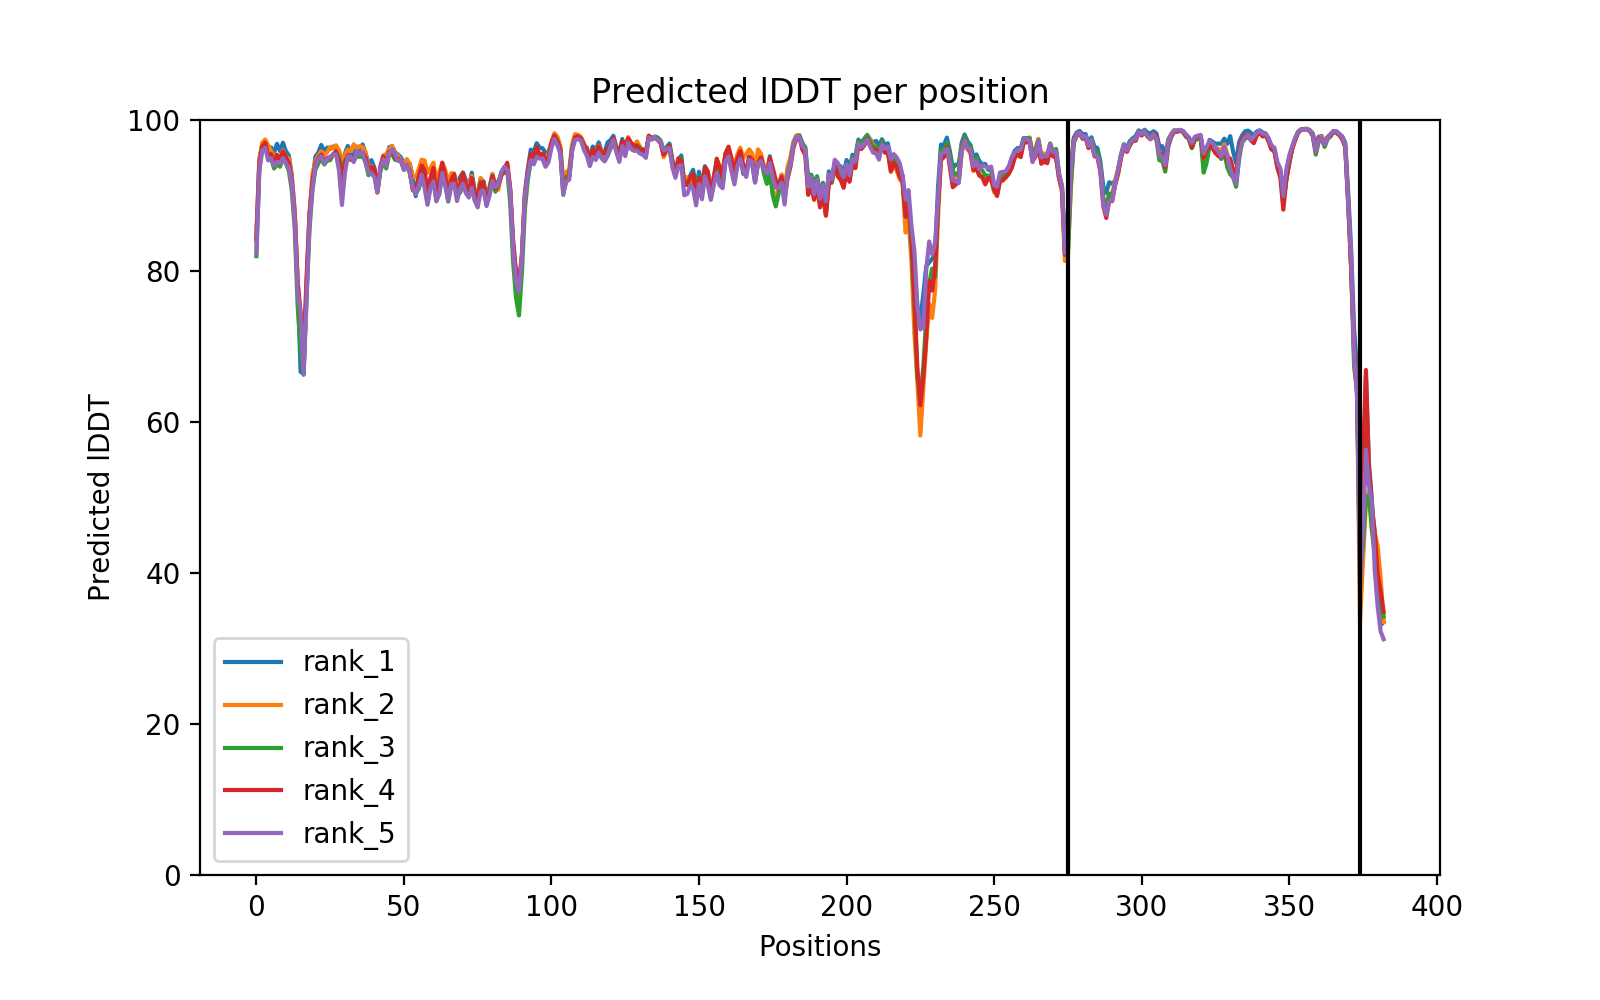 Predicted lDDT per position
100
80
60
40
20
0
Predicted lDDT
rank_1
rank_2
rank_3
rank_4
rank_5
0 50 100 150 200 250 300 350 400
Positions